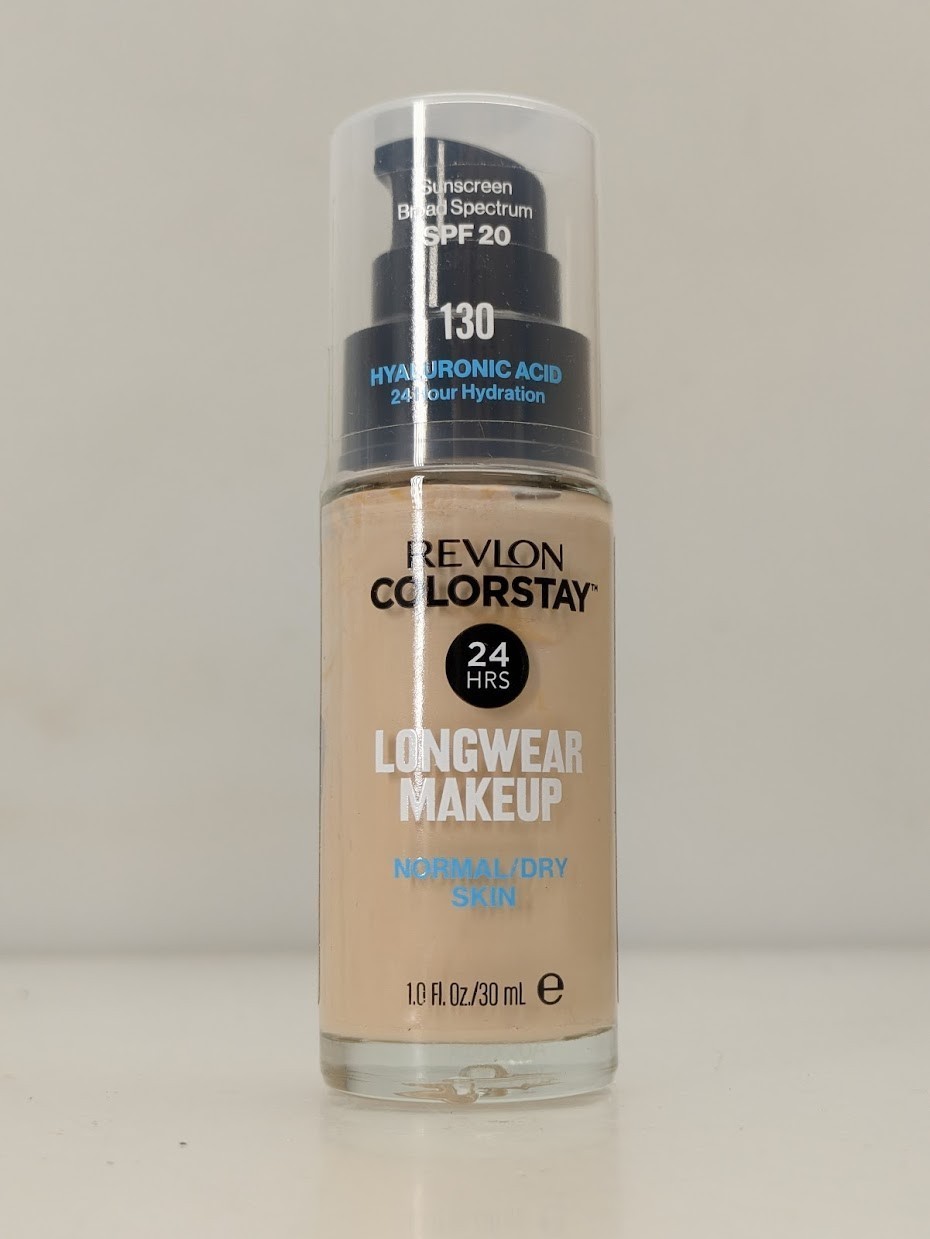 Sunscreen
Broad Spectrum
SPF 20
130
HYALURONIC ACID
24 Hour Hydration
REVLON
COLORSTAY™
24
HRS
LONGWEAR
MAKEUP
NORMAL/DRY
SKIN
1.0 Fl. Oz./30 mL ℮